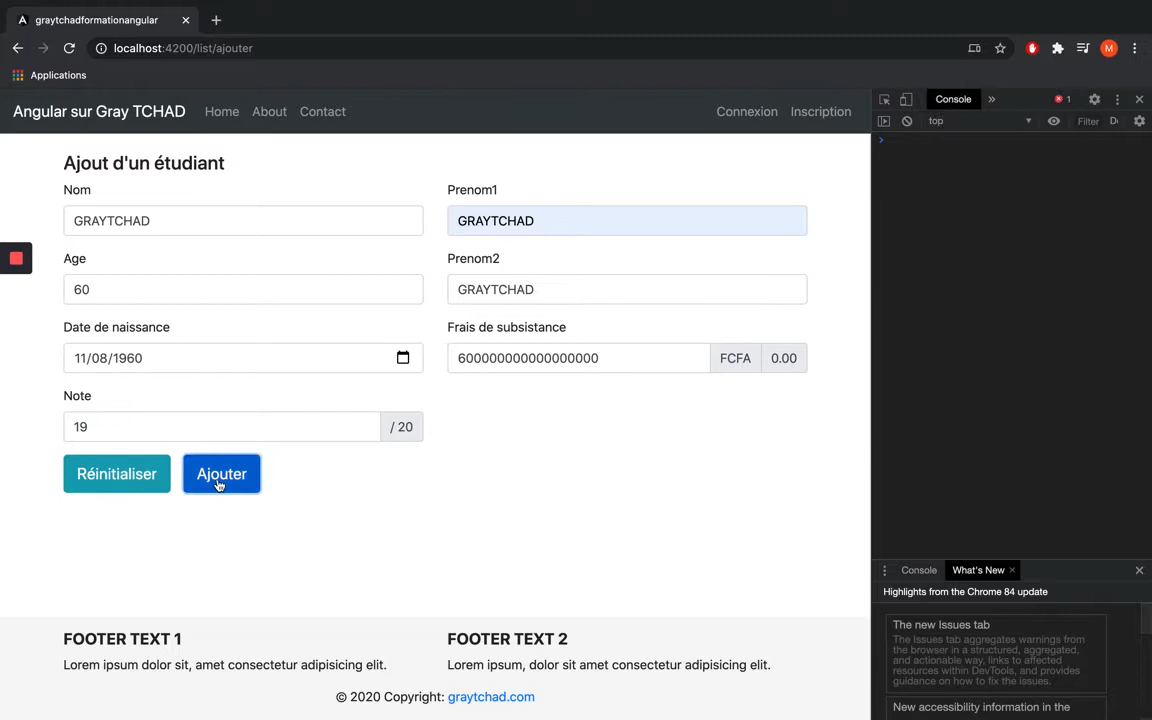 graytchadformationangular
localhost:4200/list/ajouter
M
Applications
Angular sur Gray TCHAD
Home
About
Contact
Connexion
Inscription
Console
1
top
Filter
D
Ajout d'un étudiant
Nom
Prenom1
GRAYTCHAD
GRAYTCHAD
Age
Prenom2
60
GRAYTCHAD
Date de naissance
Frais de subsistance
11/08/1960
600000000000000000
FCFA
0.00
Note
19
/ 20
Réinitialiser
Ajouter
FOOTER TEXT 1
Lorem ipsum dolor sit, amet consectetur adipisicing elit.
FOOTER TEXT 2
Lorem ipsum, dolor sit amet consectetur adipisicing elit.
© 2020 Copyright: graytchad.com
Console
What's New
Highlights from the Chrome 84 update
The new Issues tab
The Issues tab aggregates warnings from
the browser in a structured, aggregated,
and actionable way, links to affected
resources within DevTools, and provides
guidance on how to fix the issues.
New accessibility information in the